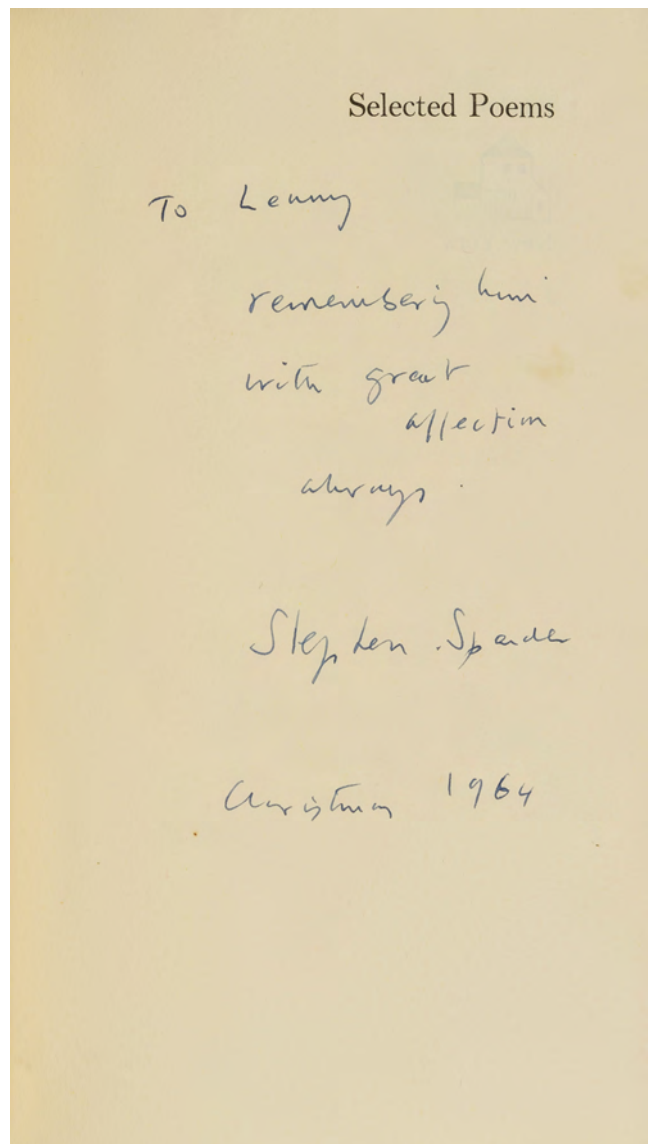 Selected Poems
To Lenny
remembering him
with great
affection
always.
Stephen Spender
Christmas 1964